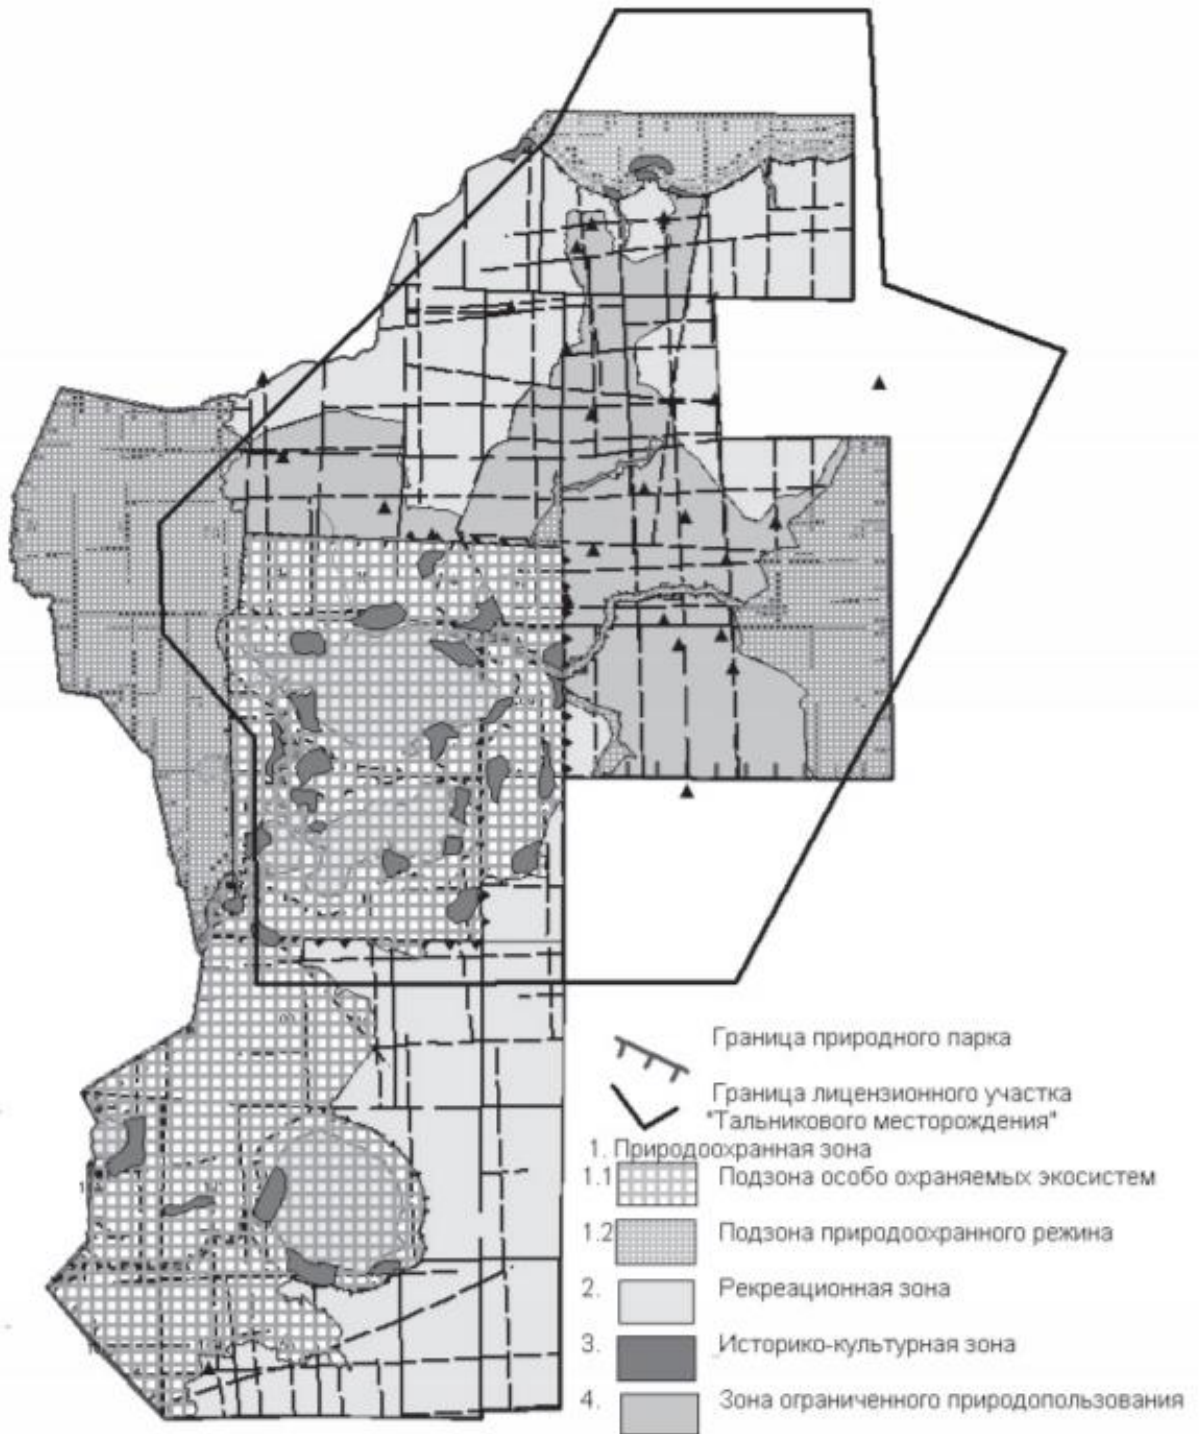 Граница природного парка
Граница лицензионного участка
"Тальникового месторождения"
1. Природоохранная зона
1.1 Подзона особо охраняемых экосистем
1.2 Подзона природоохранного режина
2. Рекреационная зона
3. Историко-культурная зона
4. Зона ограниченного природопользования